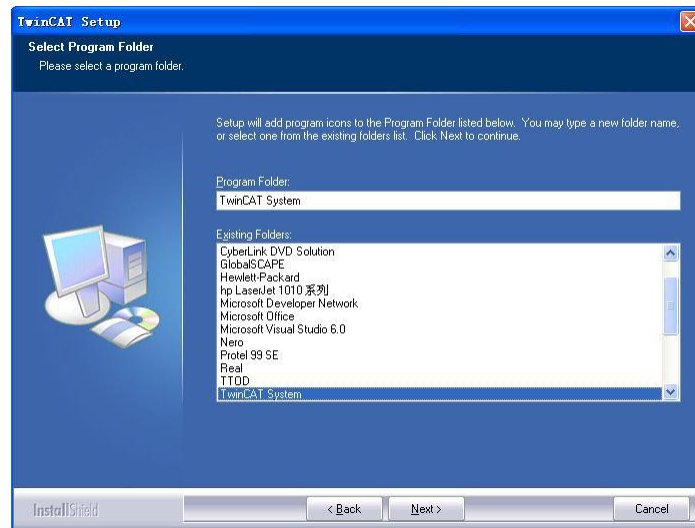 TwinCAT Setup
Select Program Folder
Please select a program folder.
Setup will add program icons to the Program Folder listed below. You may type a new folder name,
or select one from the existing folders list. Click Next to continue.
Program Folder:
TwinCAT System
Existing Folders:
CyberLink DVD Solution
GlobalSCAPE
Hewlett-Packard
hp LaserJet 1010 系列
Microsoft Developer Network
Microsoft Office
Microsoft Visual Studio 6.0
Nero
Protel 99 SE
Real
TTOD
TwinCAT System
InstallShield
< Back
Next >
Cancel